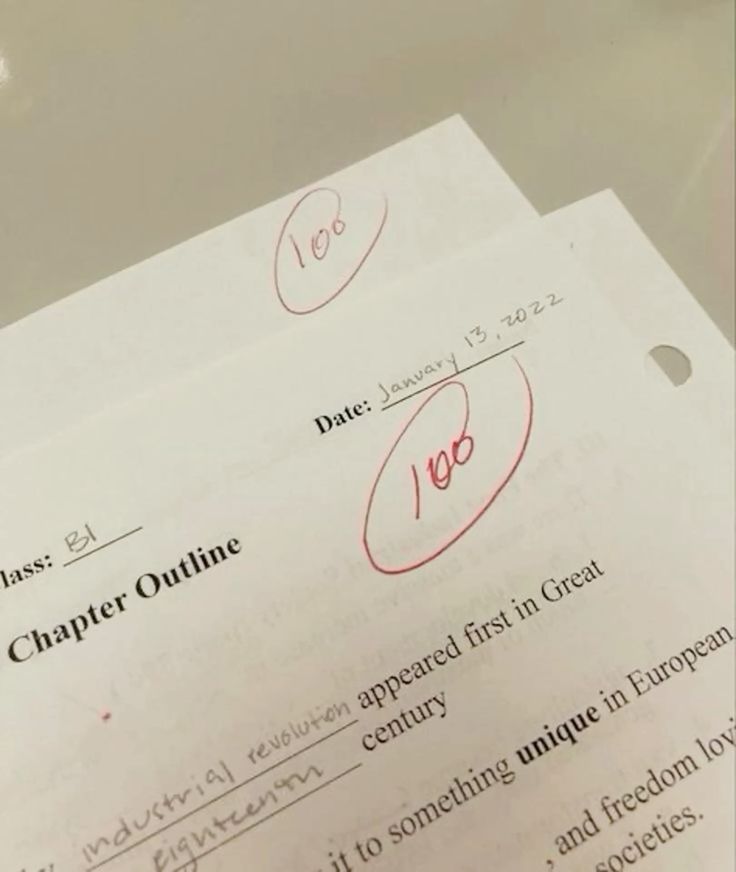 100
Date: January 13, 2022
100
lass: B1
Chapter Outline
industrial revolution appeared first in Great
eighteenth century
it to something unique in European
, and freedom lovi
societies.